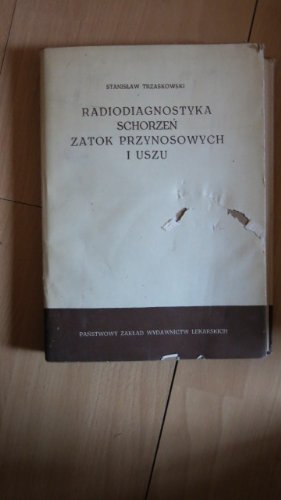 STANISŁAW TRZASKOWSKI
RADIODIAGNOSTYKA
SCHORZEŃ
ZATOK PRZYNOSOWYCH
I USZU
PAŃSTWOWY ZAKŁAD WYDAWNICTW LEKARSKICH